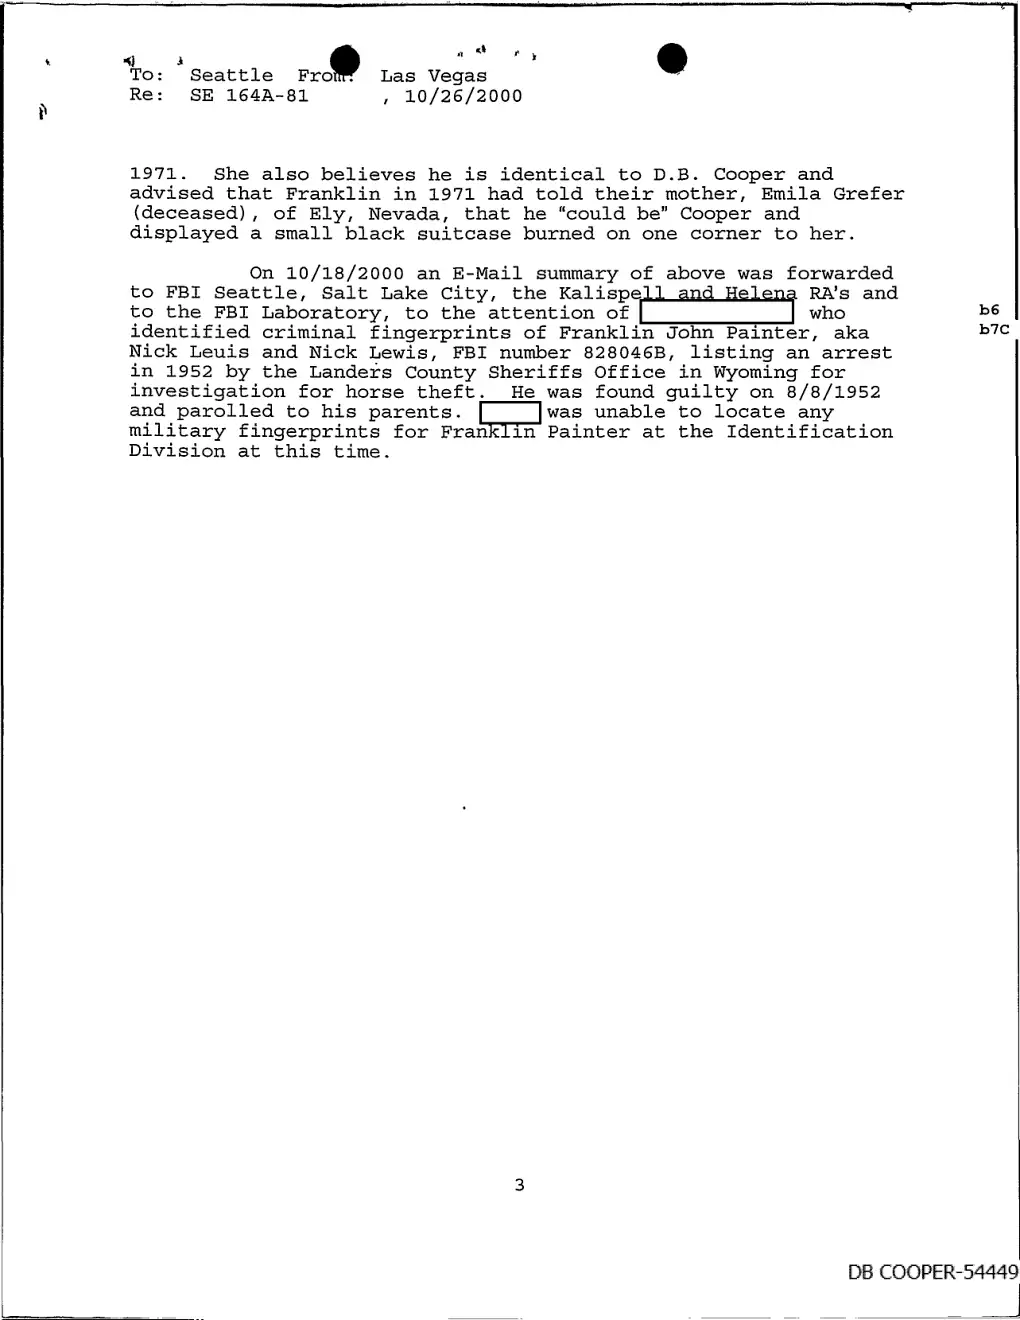 To: Seattle From: Las Vegas
Re: SE 164A-81 , 10/26/2000
1971. She also believes he is identical to D.B. Cooper and
advised that Franklin in 1971 had told their mother, Emila Grefer
(deceased), of Ely, Nevada, that he "could be" Cooper and
displayed a small black suitcase burned on one corner to her.
On 10/18/2000 an E-Mail summary of above was forwarded
to FBI Seattle, Salt Lake City, the Kalispell and Helena RA's and
to the FBI Laboratory, to the attention of who
b6
identified criminal fingerprints of Franklin John Painter, aka
b7C
Nick Leuis and Nick Lewis, FBI number 828046B, listing an arrest
in 1952 by the Landers County Sheriffs Office in Wyoming for
investigation for horse theft. He was found guilty on 8/8/1952
and parolled to his parents. was unable to locate any
military fingerprints for Franklin Painter at the Identification
Division at this time.
3
DB COOPER-54449